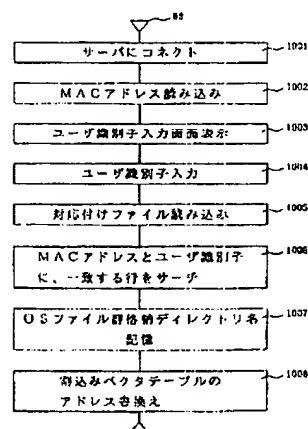 82
サーバにコネクト
1001
MACアドレス読み込み
1002
ユーザ識別子入力画面表示
1003
ユーザ識別子入力
1004
対応付けファイル読み込み
1005
MACアドレスとユーザ識別子
に、一致する行をサーチ
1006
OSファイル群格納ディレクトリ名
記憶
1007
割込みベクタテーブルの
アドレス書換え
1008